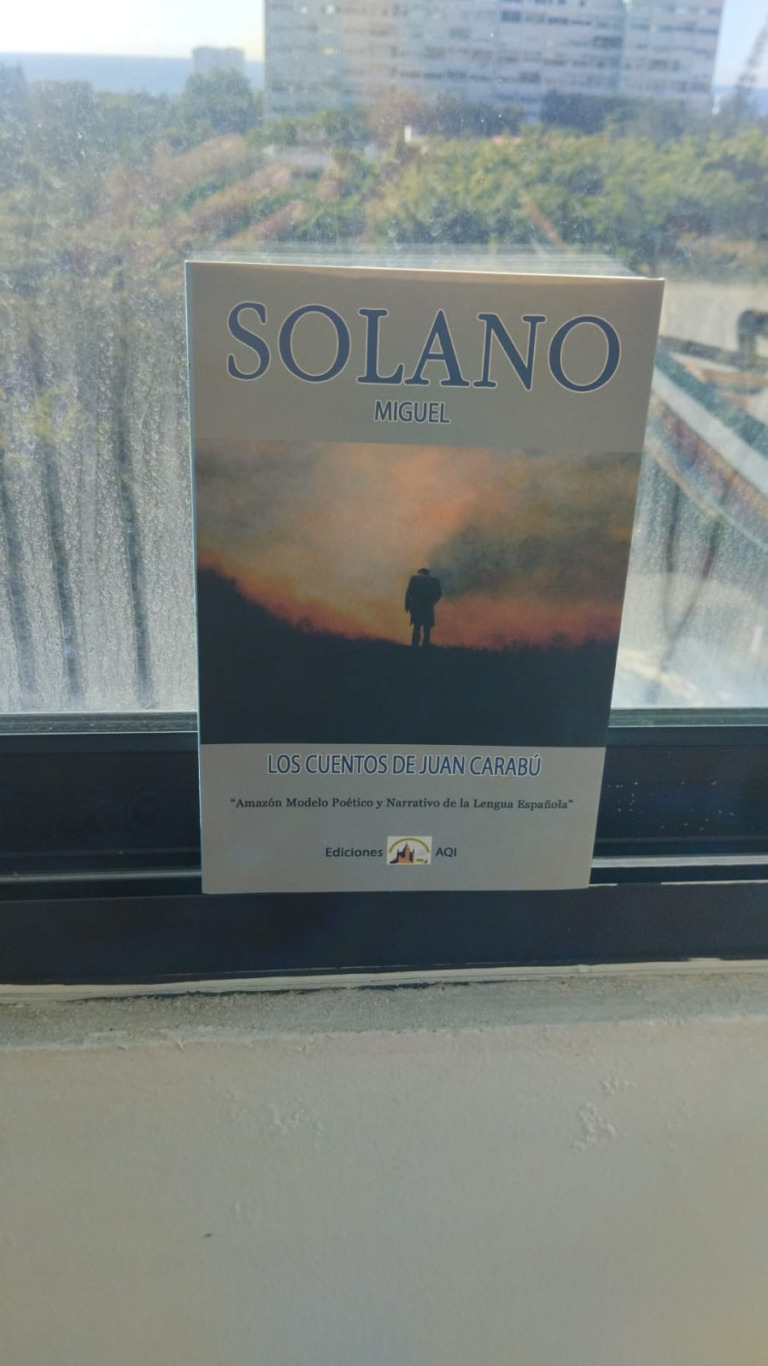 SOLANO
MIGUEL
LOS CUENTOS DE JUAN CARABÚ
“Amazón Modelo Poético y Narrativo de la Lengua Española”
Ediciones AQI